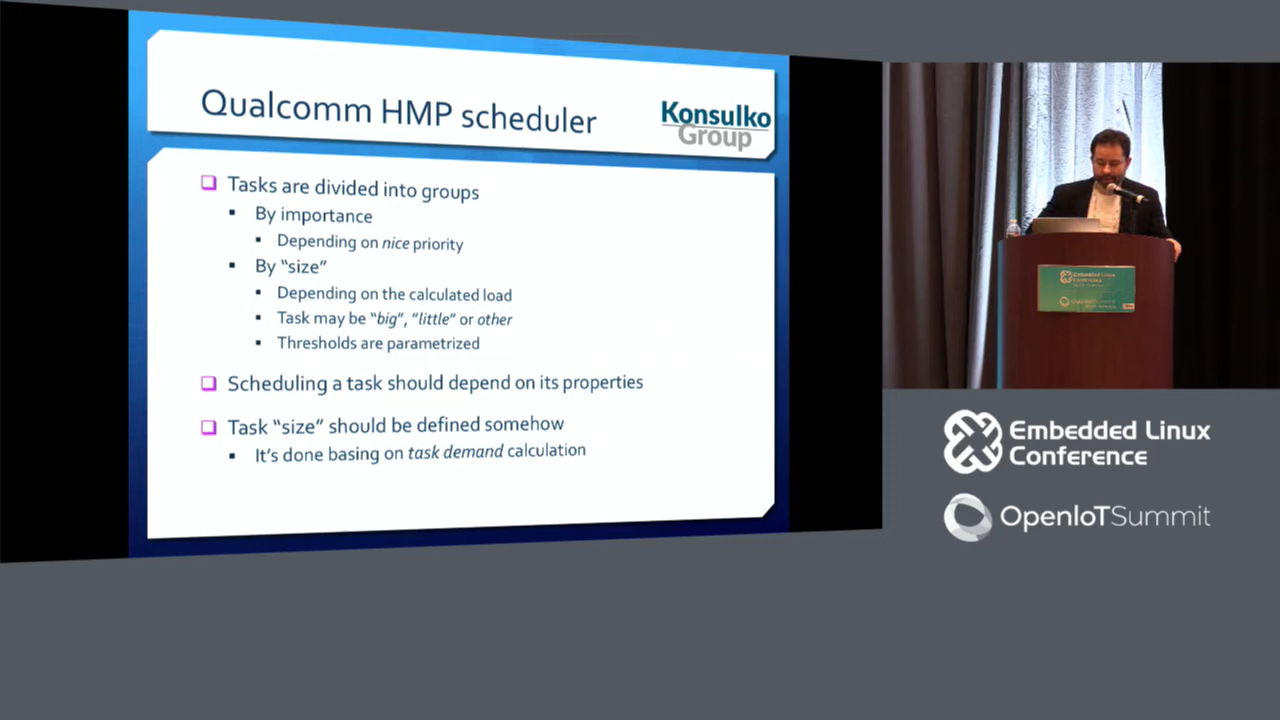 Qualcomm HMP scheduler
Konsulko
Group
Tasks are divided into groups
By importance
Depending on nice priority
By “size”
Depending on the calculated load
Task may be “big”, “little” or other
Thresholds are parametrized
Scheduling a task should depend on its properties
Task “size” should be defined somehow
It’s done basing on task demand calculation
Embedded Linux
Conference
Embedded Linux
Conference
OpenIoTSummit